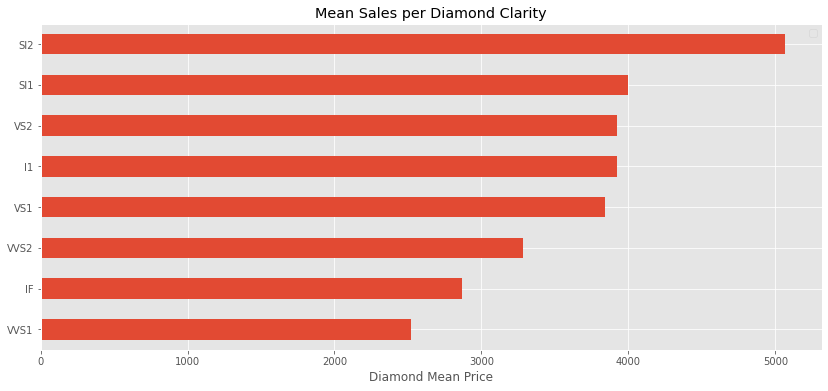 Mean Sales per Diamond Clarity
SI2
SI1
VS2
I1
VS1
VVS2
IF
VVS1
0 1000 2000 3000 4000 5000
Diamond Mean Price